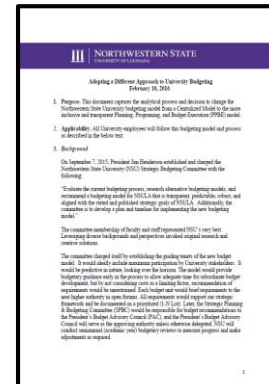 NORTHWESTERN STATE
UNIVERSITY OF LOUISIANA
Adopting a Different Approach to University Budgeting
February 16, 2016
1. Purpose. This document captures the analytical process and decision to change the
Northwestern State University budgeting model from a Centralized Model to the more
inclusive and transparent Planning, Programing, and Budget Execution (PPBE) model.
2. Applicability. All University employees will follow this budgeting model and process
as described in the below text.
3. Background
On September 7, 2015, President Jim Henderson established and charged the
Northwestern State University (NSU) Strategic Budgeting Committee with the
following:
"Evaluate the current budgeting process, research alternative budgeting models, and
recommend a budgeting model for NSULA that is transparent, predictable, robust, and
aligned with the stated and published strategic goals of NSULA. Additionally, the
committee is to develop a plan and timeline for implementing the new budgeting
model."
The committee membership of faculty and staff represented NSU's very best.
Leveraging diverse backgrounds and perspectives invoked original research and
creative solutions.
The committee charged itself by establishing the guiding tenets of the new budget
model. It would ideally include maximum participation by University stakeholders. It
would be predictive in nature, looking over the horizon. The model would provide
budgetary guidance early in the process to allow adequate time for subordinate budget
development, but by not considering costs as a limiting factor, recommendation of
requirements would be unrestrained. Each budget unit would brief requirements to the
next higher authority in open forums. All requirements would support our strategic
framework and be documented on a prioritized (1-N List). Later, the Strategic Planning
& Budgeting Committee (SPBC) would be responsible for budget recommendations to
the President's Budget Advisory Council (PAC), and the President's Budget Advisory
Council will serve as the approving authority unless otherwise delegated. NSU will
conduct semiannual (academic year) budgetary reviews to measure progress and make
adjustments as required.
1